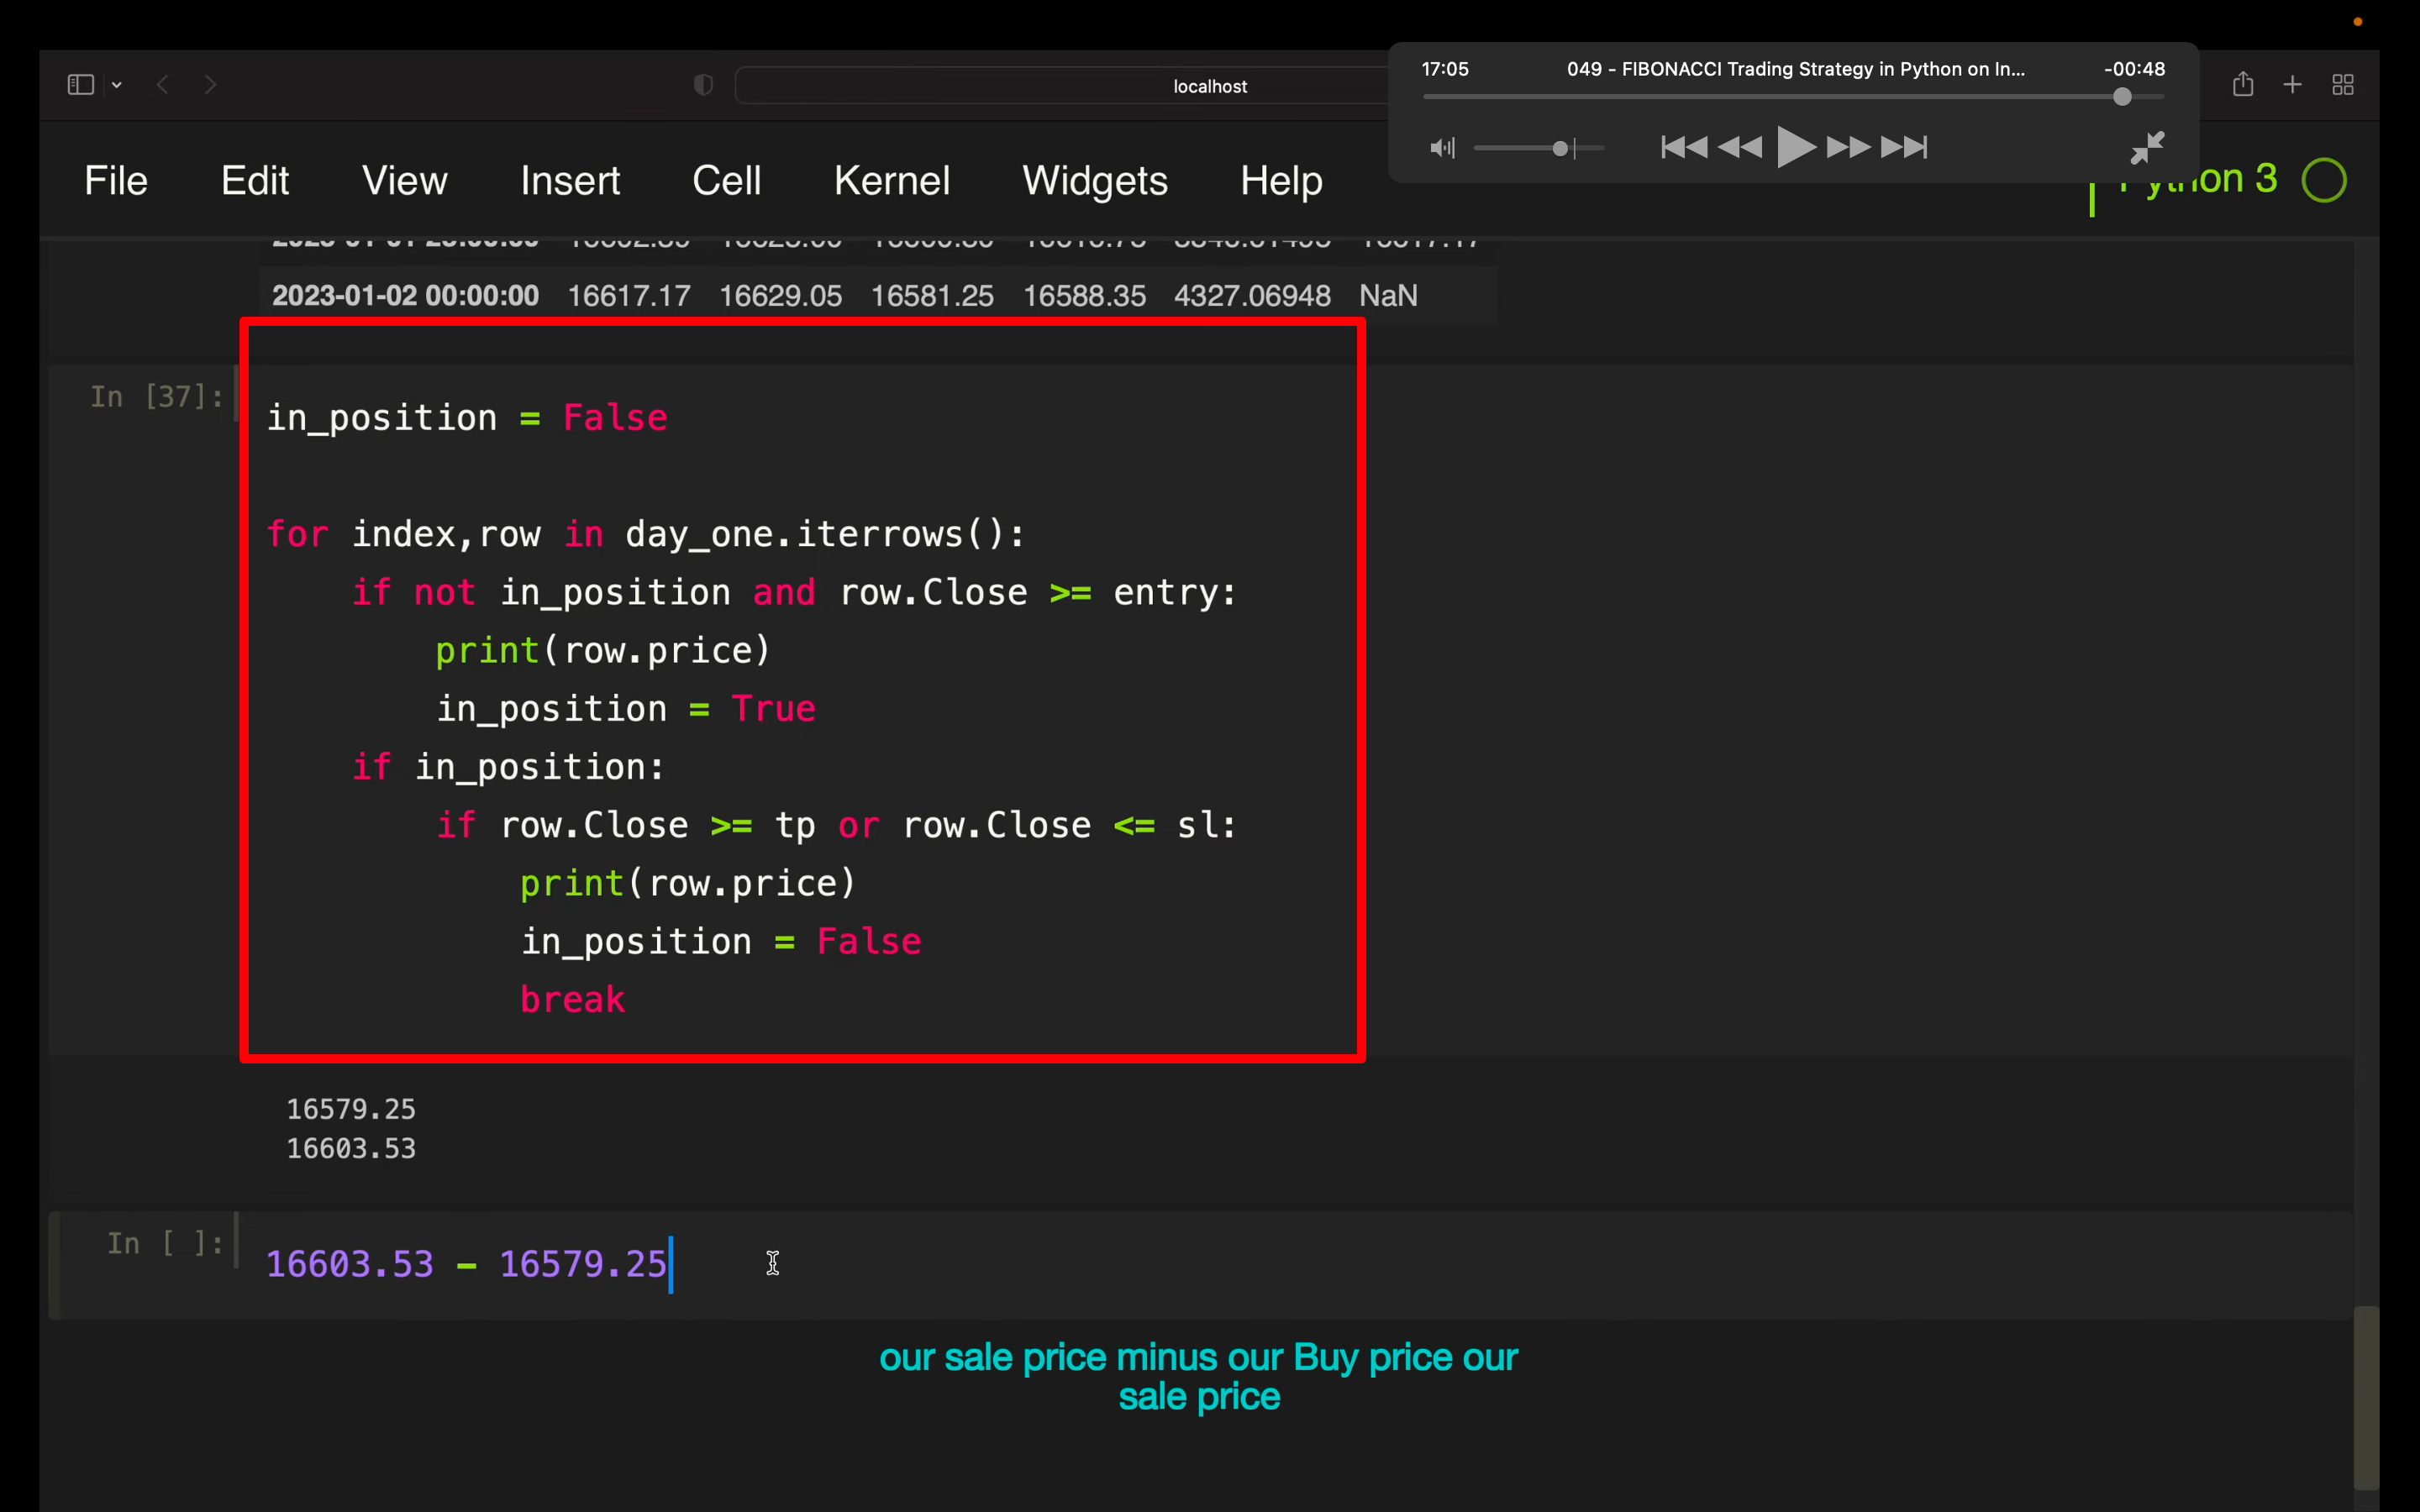 17:05 049 - FIBONACCI Trading Strategy in Python on In... -00:48
localhost
File Edit View Insert Cell Kernel Widgets Help Python 3
2023-01-02 00:00:00 16617.17 16629.05 16581.25 16588.35 4327.06948 NaN
In [37]:
in_position = False
for index,row in day_one.iterrows():
    if not in_position and row.Close >= entry:
        print(row.price)
        in_position = True
    if in_position:
        if row.Close >= tp or row.Close <= sl:
            print(row.price)
            in_position = False
            break
16579.25
16603.53
In [ ]: 16603.53 - 16579.25
our sale price minus our Buy price our
sale price